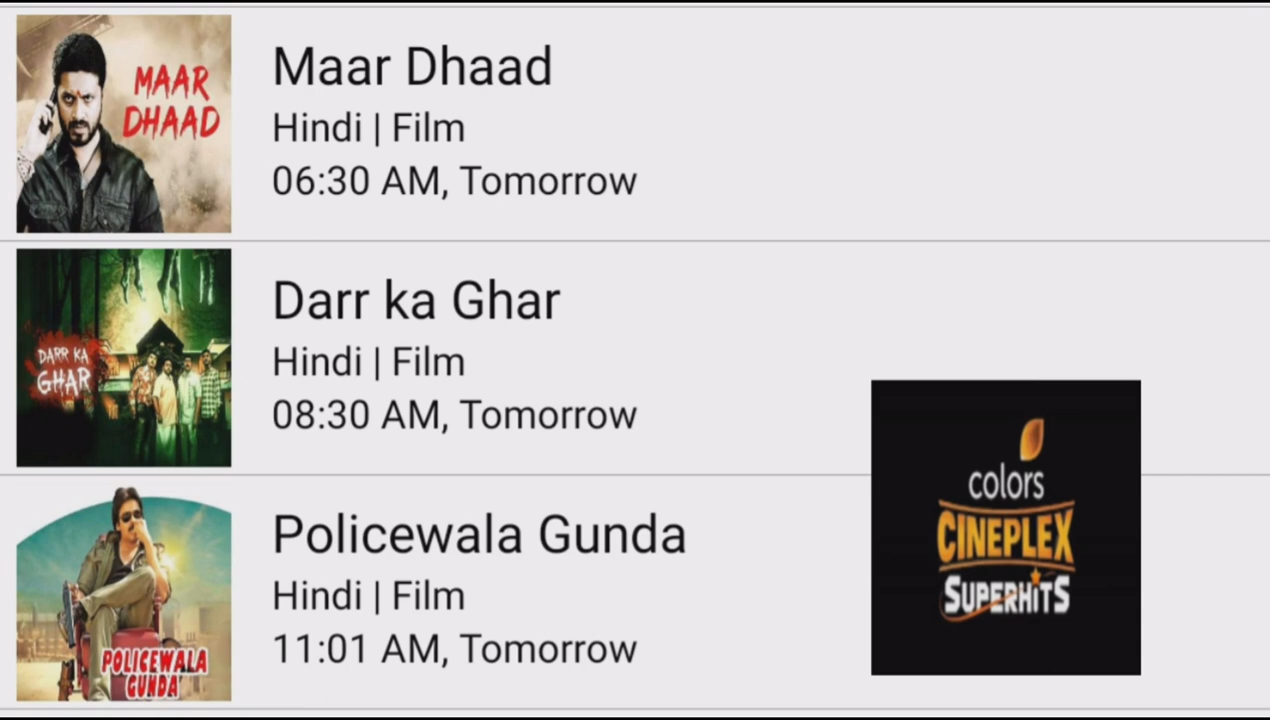 MAAR
DHAAD
Maar Dhaad
Hindi | Film
06:30 AM, Tomorrow
DARR KA
GHAR
Darr ka Ghar
Hindi | Film
08:30 AM, Tomorrow
POLICEWALA
GUNDA
Policewala Gunda
Hindi | Film
11:01 AM, Tomorrow
colors
CINEPLEX
SUPERHITS